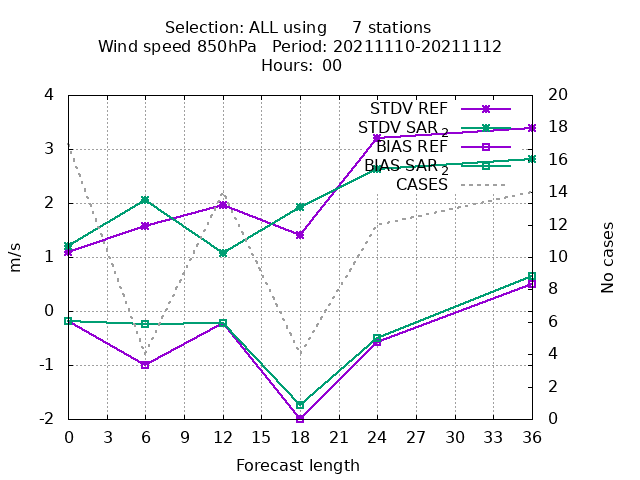 Selection: ALL using     7 stations
Wind speed 850hPa   Period: 20211110-20211112
Hours: 00
STDV REF
STDV SAR_2
BIAS REF
BIAS SAR_2
CASES
4
3
2
1
0
-1
-2
m/s
20
18
16
14
12
10
8
6
4
2
0
No cases
0 3 6 9 12 15 18 21 24 27 30 33 36
Forecast length